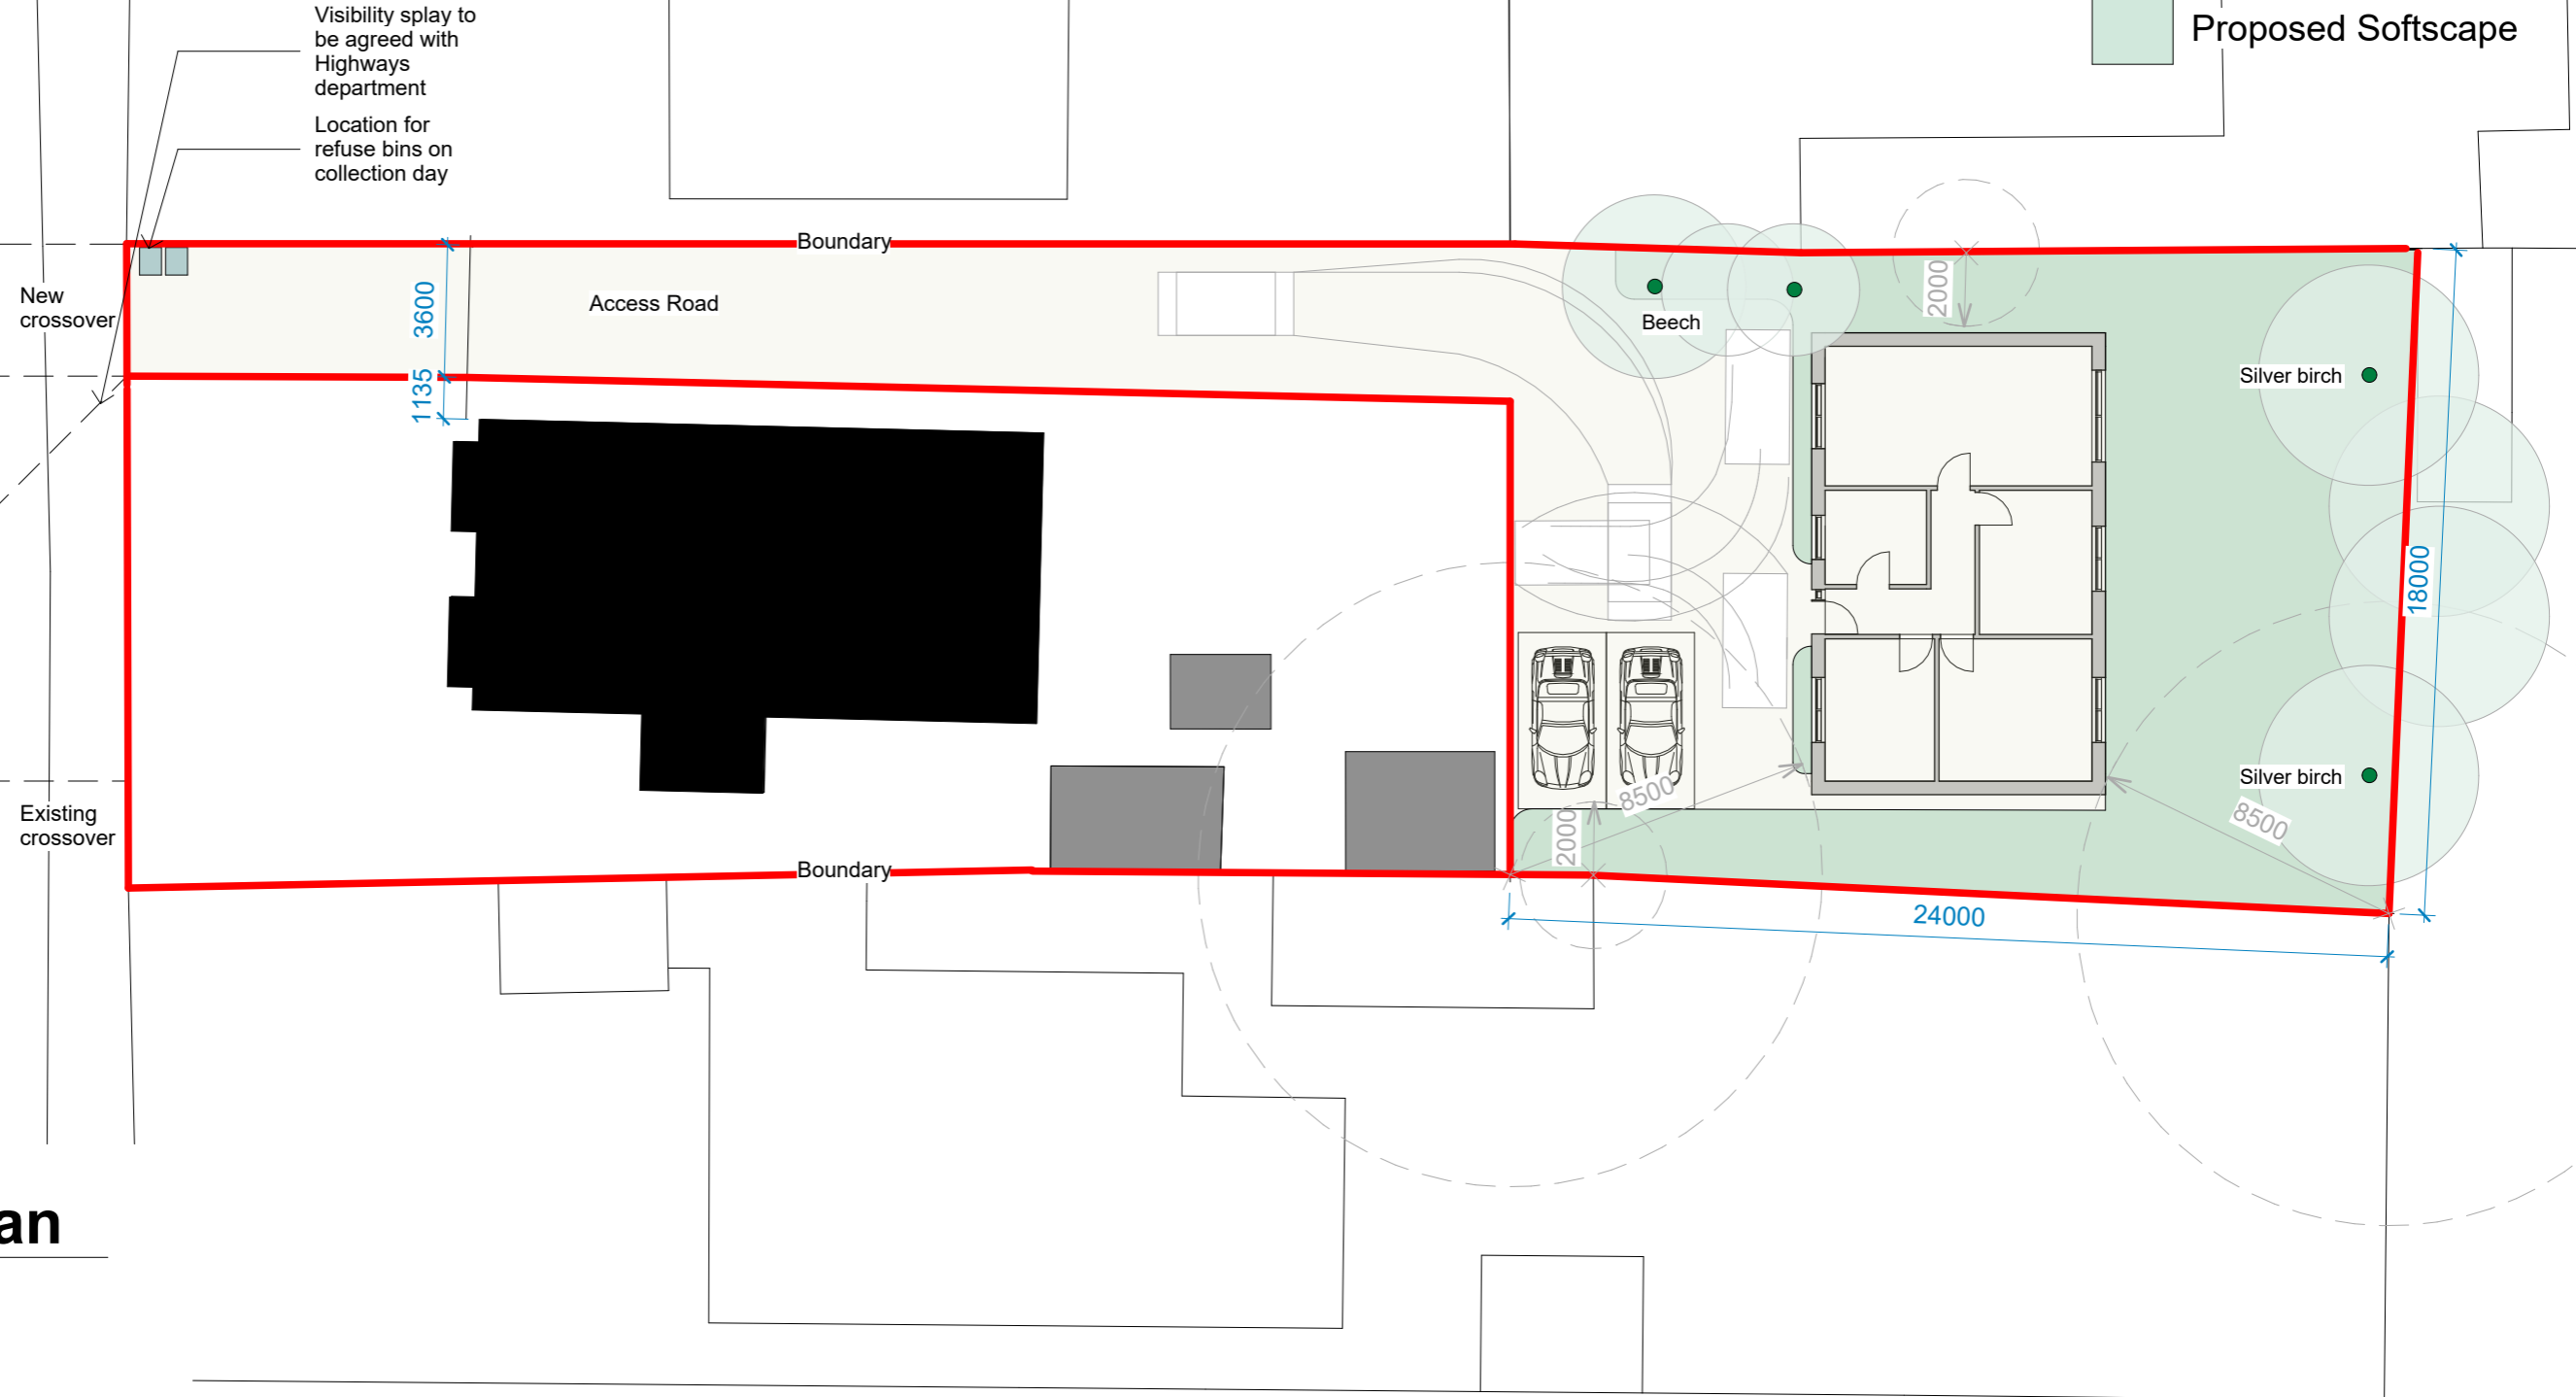 Visibility splay to
be agreed with
Highways
department
Location for
refuse bins on
collection day
Proposed Softscape
Boundary
New
crossover
3600
Access Road
1135
Beech
2000
Silver birch
18000
Existing
crossover
Silver birch
8500
2000
8500
Boundary
24000
an